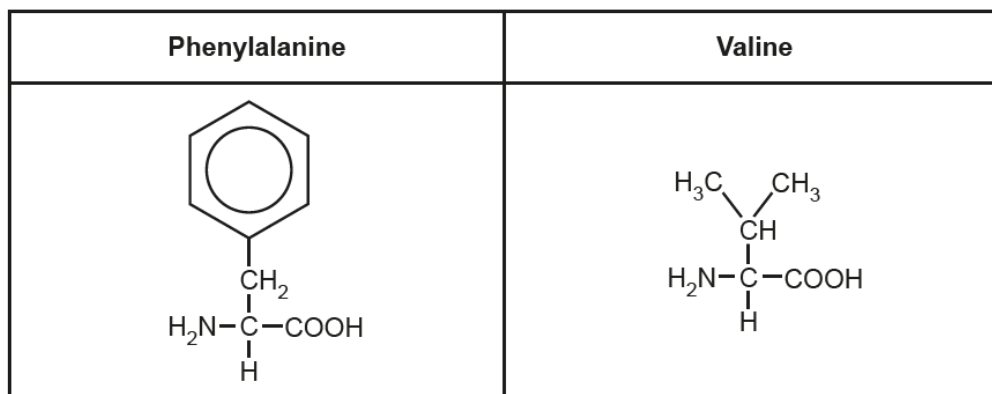 Phenylalanine
Valine
CH₂
H₂N–C–COOH
H
H₃C CH₃
CH
H₂N–C–COOH
H